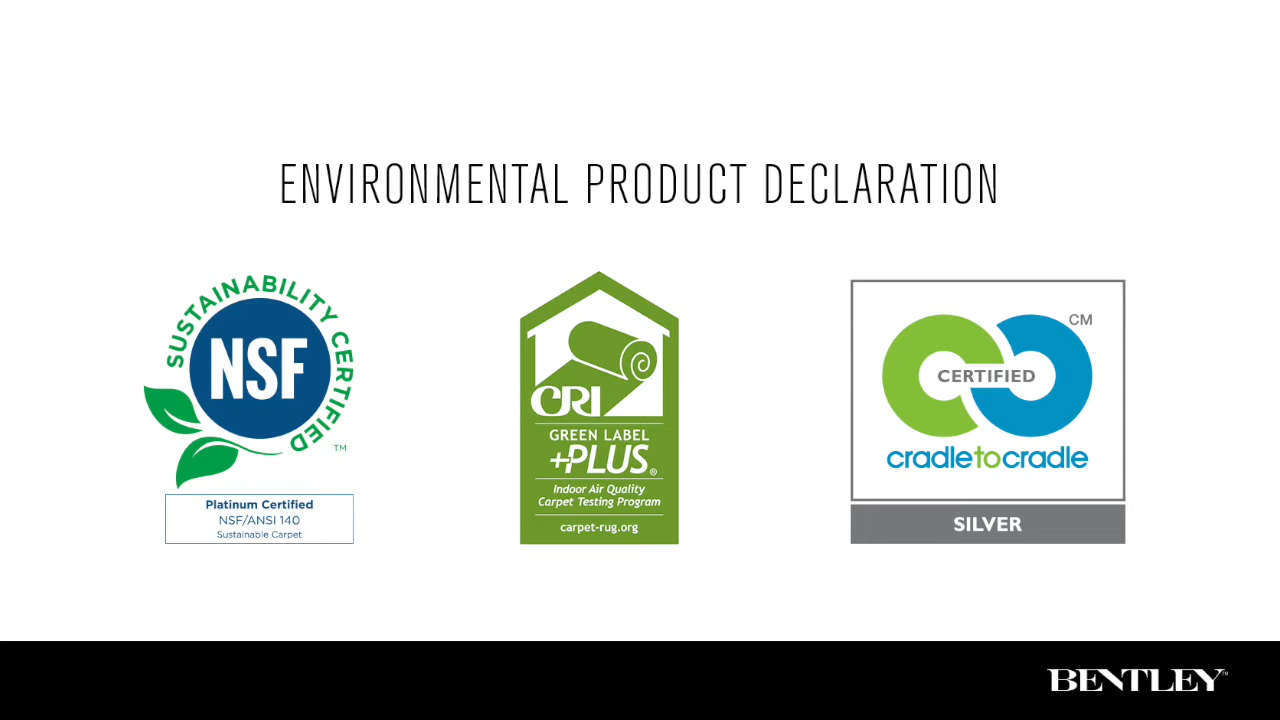 ENVIRONMENTAL PRODUCT DECLARATION
SUSTAINABILITY CERTIFIED
NSF
TM
Platinum Certified
NSF/ANSI 140
Sustainable Carpet
CRI
GREEN LABEL
+PLUS®
Indoor Air Quality
Carpet Testing Program
carpet-rug.org
CM
CERTIFIED
cradletocradle
SILVER
BENTLEY™